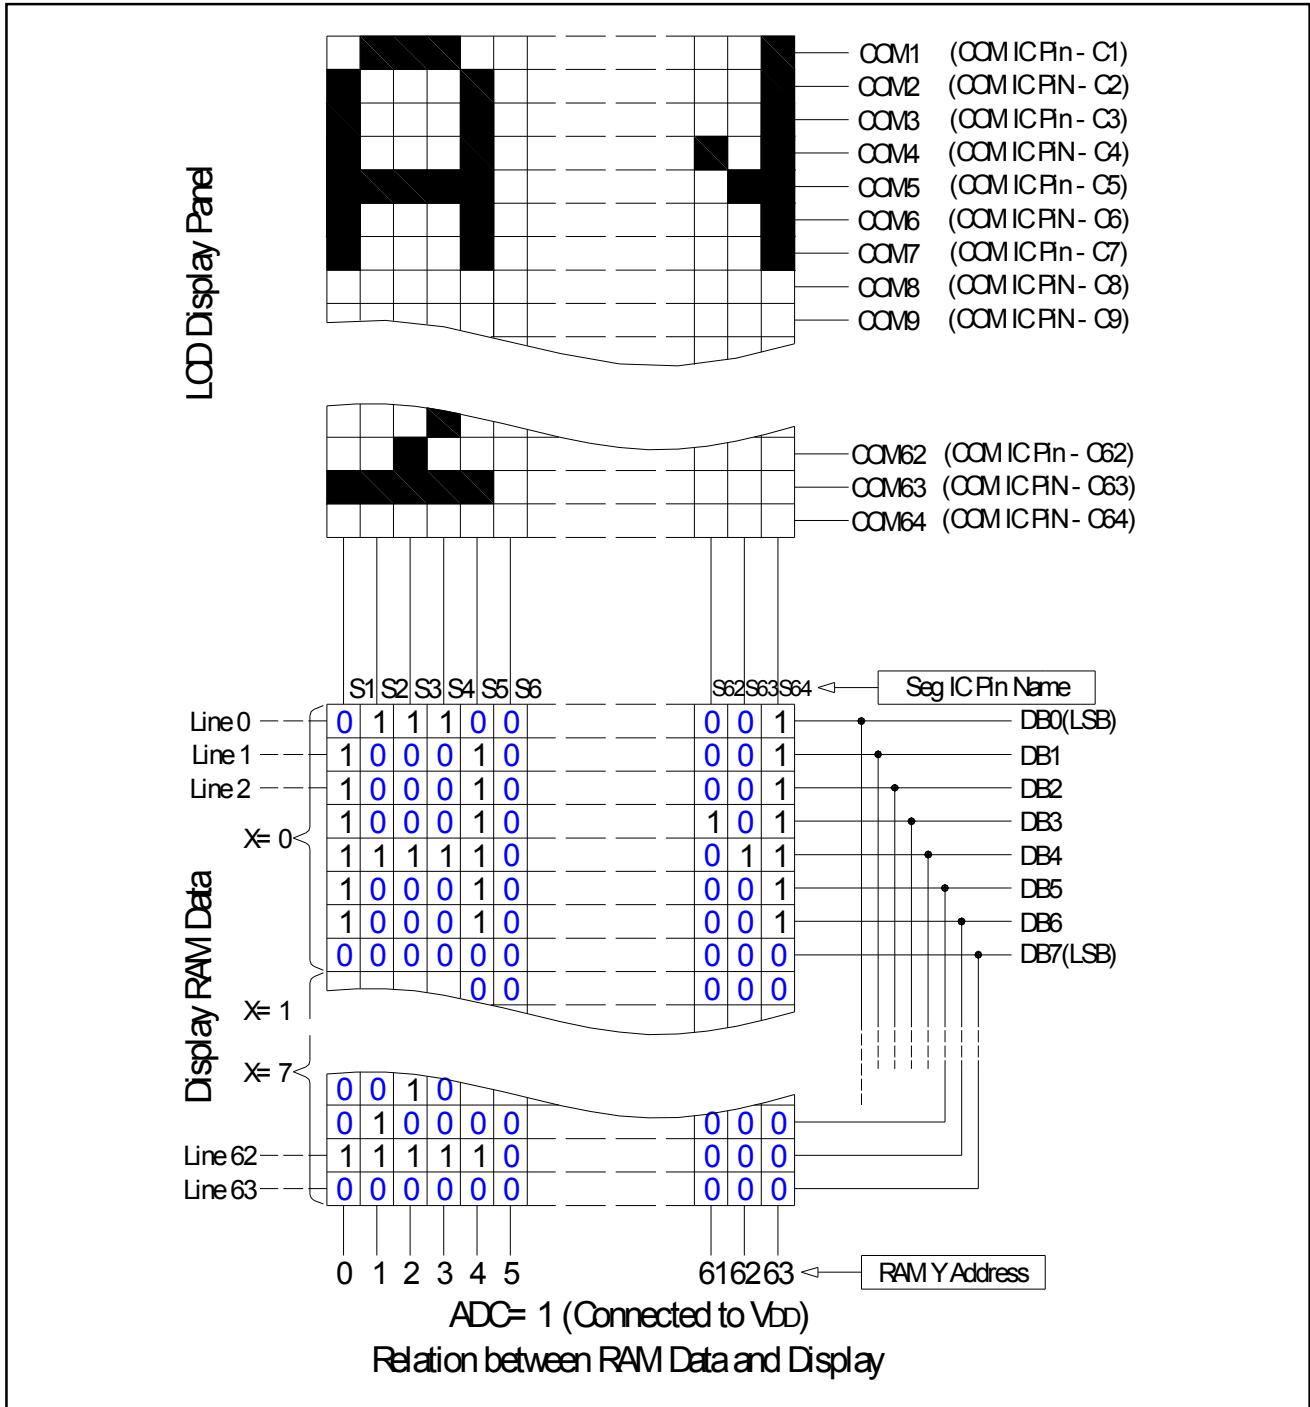 LCD Display Panel
COM1 (COM IC Pin - C1)
COM2 (COM IC PiN - C2)
COM3 (COM IC PiN - C3)
COM4 (COM IC PiN - C4)
COM5 (COM IC Pin - C5)
COM6 (COM IC PiN - C6)
COM7 (COM IC PiN - C7)
COM8 (COM IC PiN - C8)
COM9 (COM IC PiN - C9)
COM62 (COM IC Pin - C62)
COM63 (COM IC PiN - C63)
COM64 (COM IC PiN - C64)
S1 S2 S3 S4 S5 S6 S62 S63 S64 Seg IC Pin Name
Display RAM Data
Line 0 0 1 1 1 0 0 0 0 1 DB0(LSB)
Line 1 1 0 0 0 1 0 0 0 1 DB1
Line 2 1 0 0 0 1 0 0 0 1 DB2
1 0 0 0 1 0 1 0 1 DB3
X= 0
1 1 1 1 1 0 0 1 1 DB4
1 0 0 0 1 0 0 0 1 DB5
1 0 0 0 1 0 0 0 1 DB6
0 0 0 0 0 0 0 0 0 DB7(LSB)
0 0 0 0 0
X= 1
X= 7
0 0 1 0
0 1 0 0 0 0 0 0 0
Line 62 1 1 1 1 1 0 0 0 0
Line 63 0 0 0 0 0 0 0 0 0
0 1 2 3 4 5 61 62 63 RAM Y Address
ADC= 1 (Connected to VDD)
Relation between RAM Data and Display